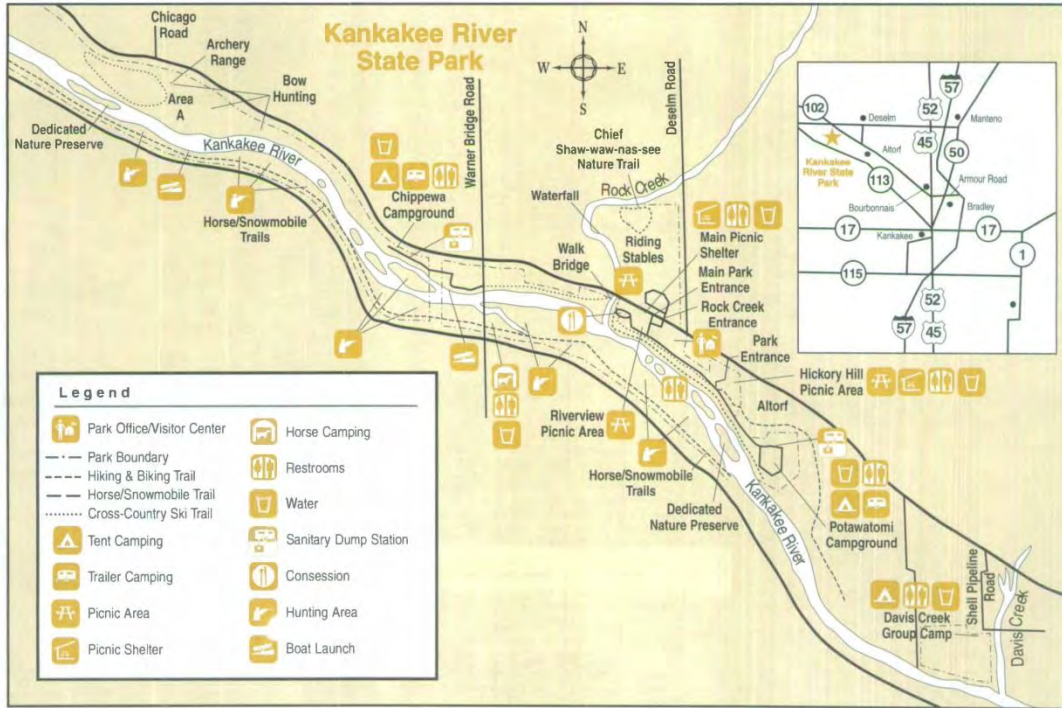 Kankakee River
State Park
Chicago
Road
Archery
Range
Bow
Hunting
Area
A
Dedicated
Nature Preserve
Kankakee River
Horse/Snowmobile
Trails
Chippewa
Campground
Warner Bridge Road
N
W
E
S
Deselm Road
Chief
Shaw-waw-nas-see
Nature Trail
Rock Creek
Waterfall
Riding
Stables
Walk
Bridge
Main Picnic
Shelter
Main Park
Entrance
Rock Creek
Entrance
Park
Entrance
Hickory Hill
Picnic Area
Altorf
Riverview
Picnic Area
Horse/Snowmobile
Trails
Dedicated
Nature Preserve
Kankakee River
Potawatomi
Campground
Davis Creek
Group Camp
Shell Pipeline
Road
Davis Creek
57
102
52
Deselm
Manteno
45
50
Altorf
Kankakee
River State
Park
113
Armour Road
Bourbonnais
Bradley
17
17
Kankakee
1
115
52
57
45
Legend
Park Office/Visitor Center
Park Boundary
Hiking & Biking Trail
Horse/Snowmobile Trail
Cross-Country Ski Trail
Tent Camping
Trailer Camping
Picnic Area
Picnic Shelter
Horse Camping
Restrooms
Water
Sanitary Dump Station
Consession
Hunting Area
Boat Launch